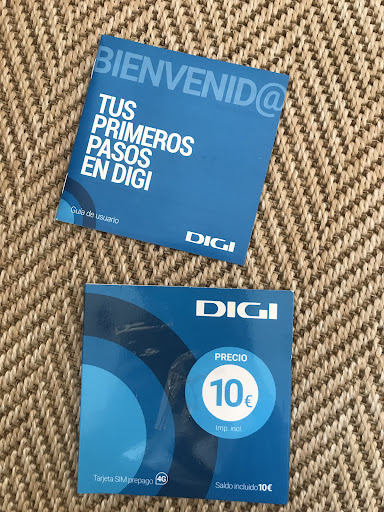 BIENVENID@
TUS
PRIMEROS
PASOS
EN DIGI
Guía de usuario
DIGI
DIGI
PRECIO
10€
Imp. incl.
Tarjeta SIM prepago 4G
Saldo incluido 10€